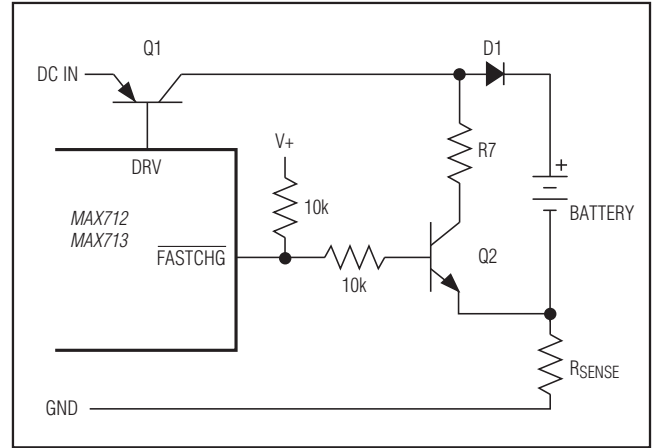 Q1
D1
DC IN
V+
R7
DRV
+
10k
MAX712
MAX713
BATTERY
FASTCHG
Q2
10k
RSENSE
GND